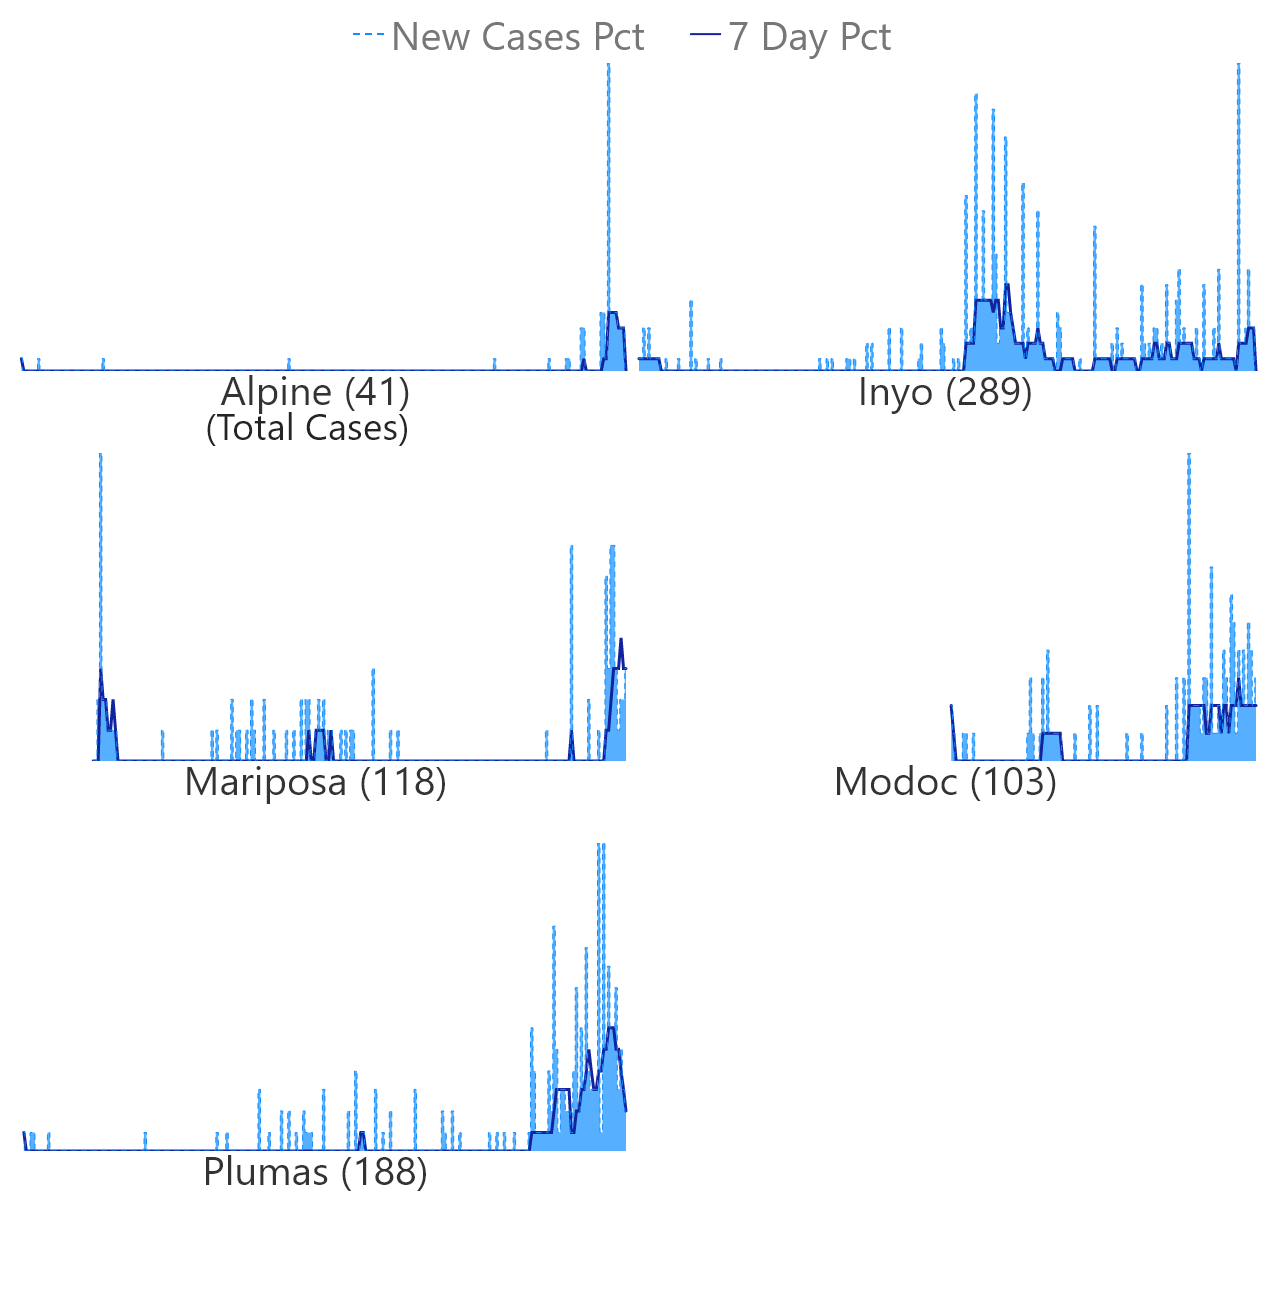 New Cases Pct 7 Day Pct
Alpine (41) Inyo (289)
(Total Cases)
Mariposa (118) Modoc (103)
Plumas (188)